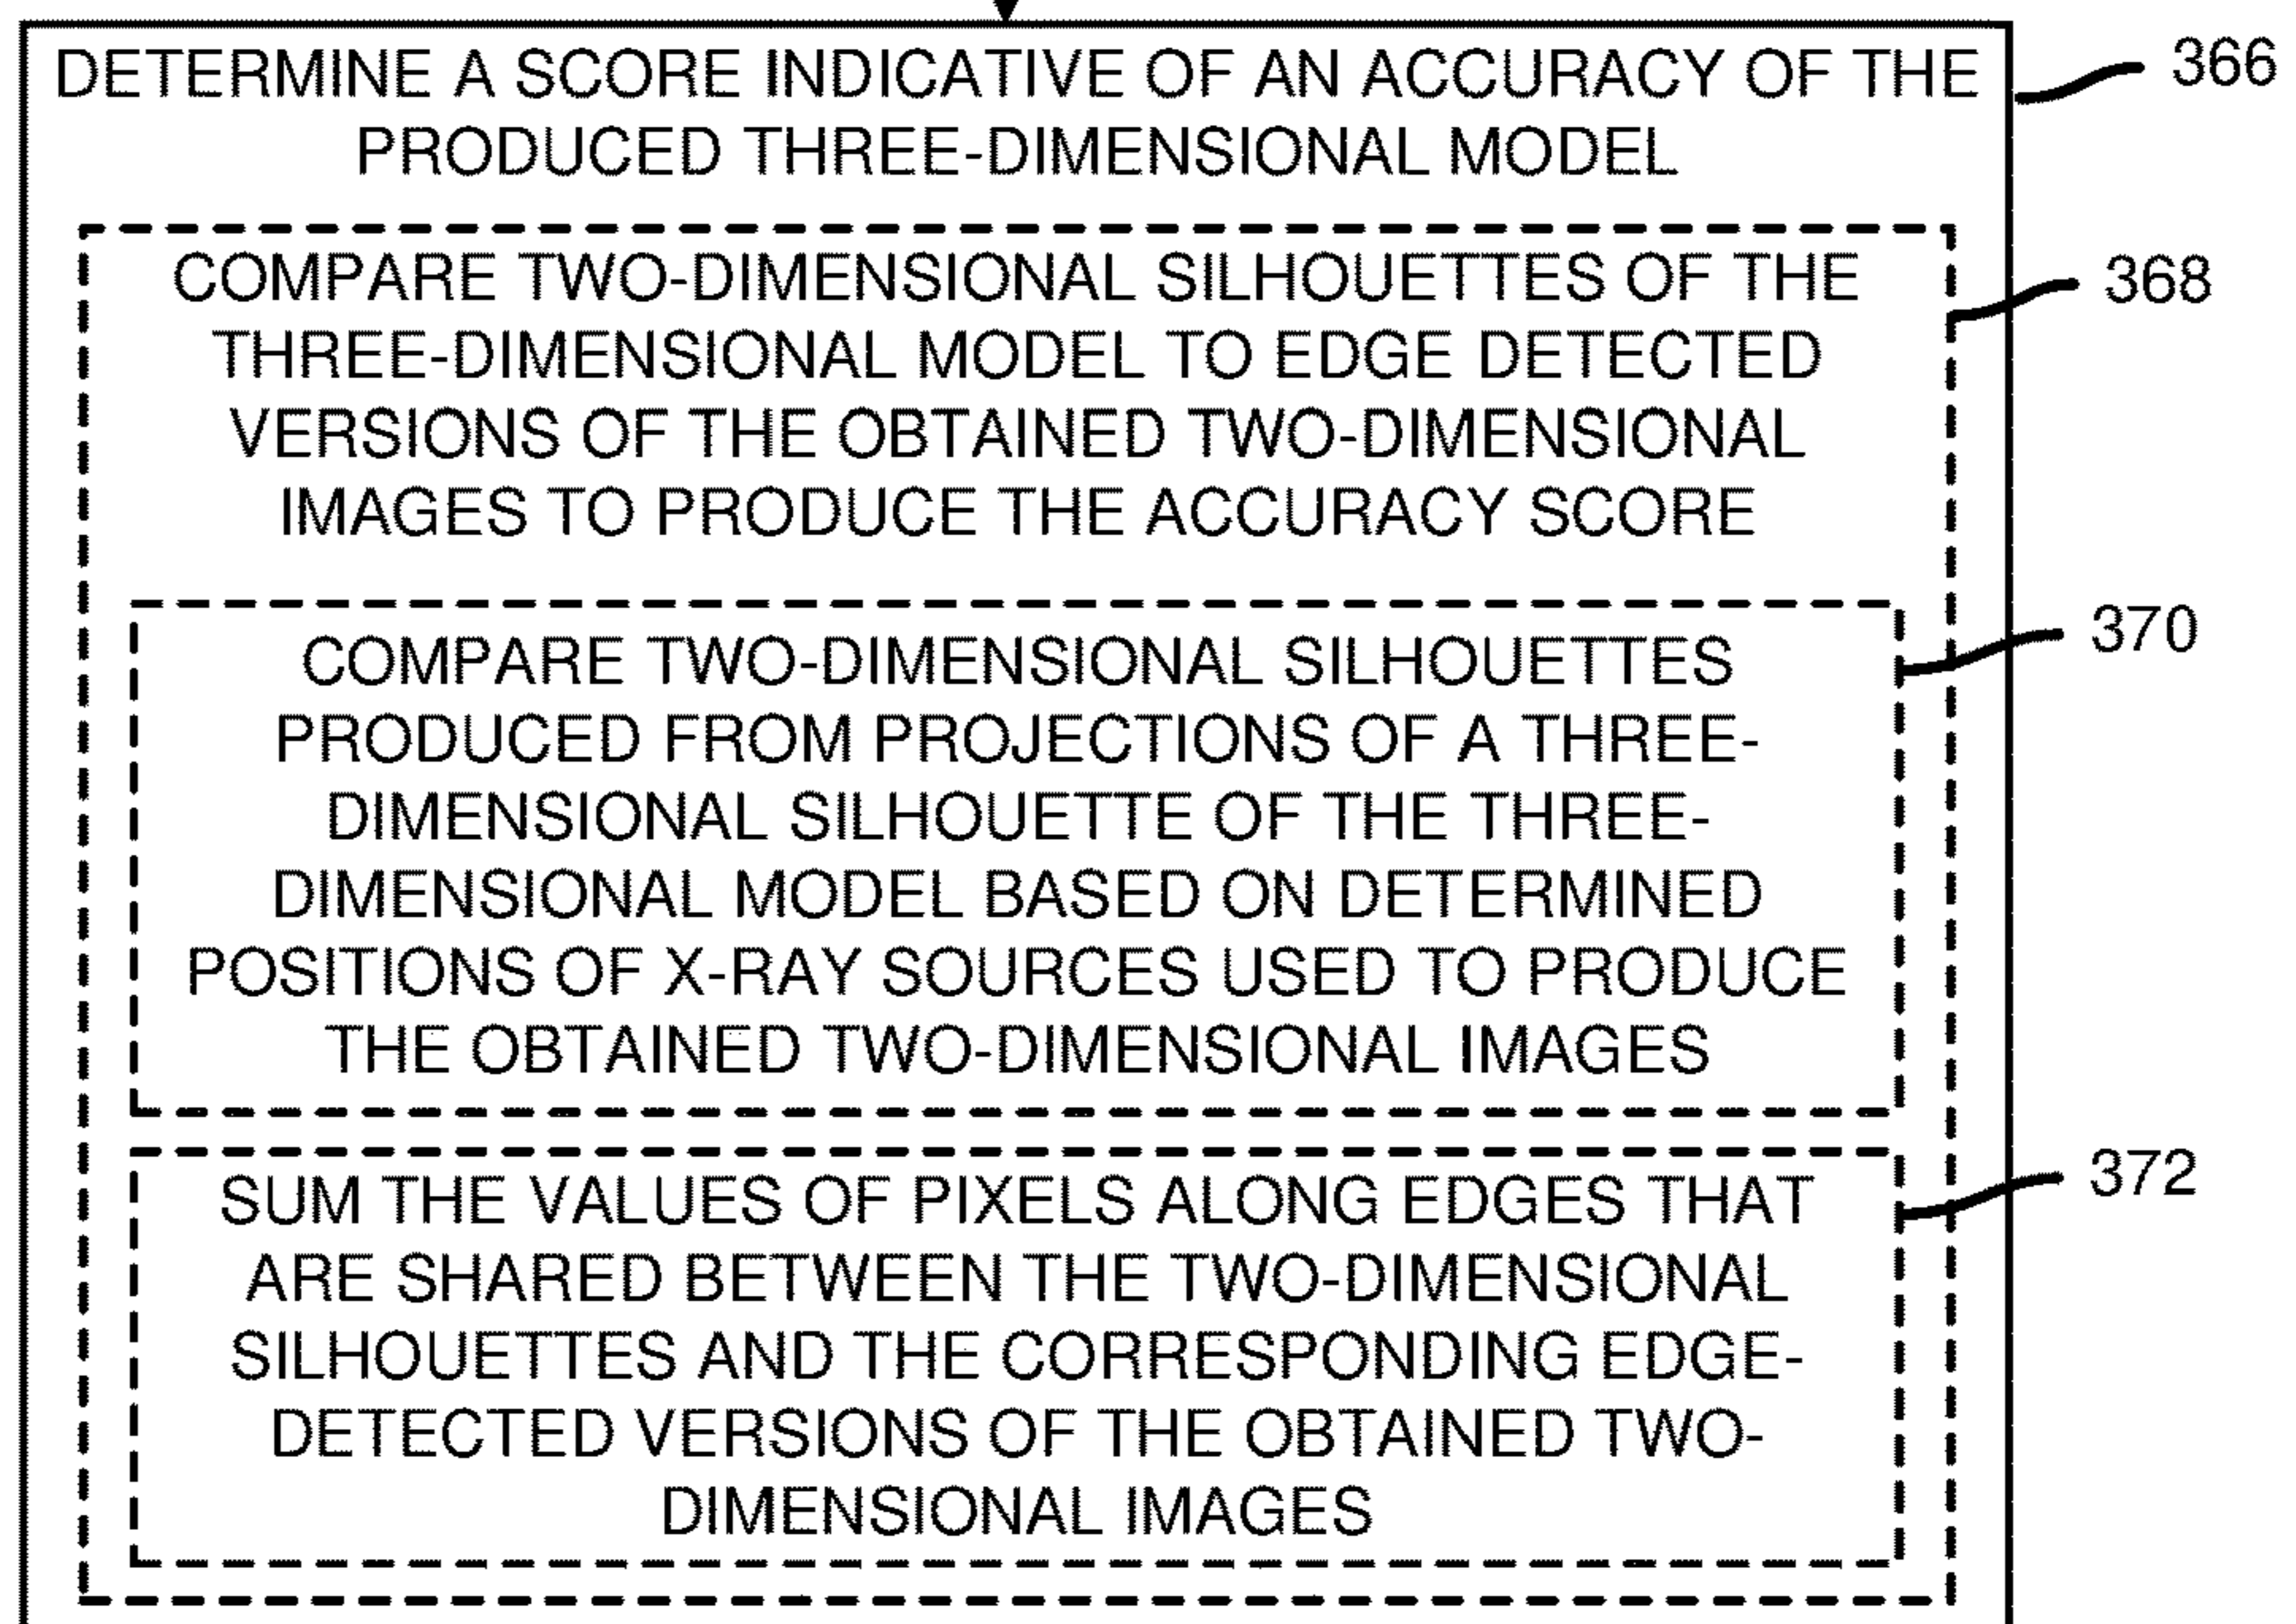 DETERMINE A SCORE INDICATIVE OF AN ACCURACY OF THE
PRODUCED THREE-DIMENSIONAL MODEL
366
COMPARE TWO-DIMENSIONAL SILHOUETTES OF THE
THREE-DIMENSIONAL MODEL TO EDGE DETECTED
VERSIONS OF THE OBTAINED TWO-DIMENSIONAL
IMAGES TO PRODUCE THE ACCURACY SCORE
368
COMPARE TWO-DIMENSIONAL SILHOUETTES
PRODUCED FROM PROJECTIONS OF A THREE-
DIMENSIONAL SILHOUETTE OF THE THREE-
DIMENSIONAL MODEL BASED ON DETERMINED
POSITIONS OF X-RAY SOURCES USED TO PRODUCE
THE OBTAINED TWO-DIMENSIONAL IMAGES
370
SUM THE VALUES OF PIXELS ALONG EDGES THAT
ARE SHARED BETWEEN THE TWO-DIMENSIONAL
SILHOUETTES AND THE CORRESPONDING EDGE-
DETECTED VERSIONS OF THE OBTAINED TWO-
DIMENSIONAL IMAGES
372